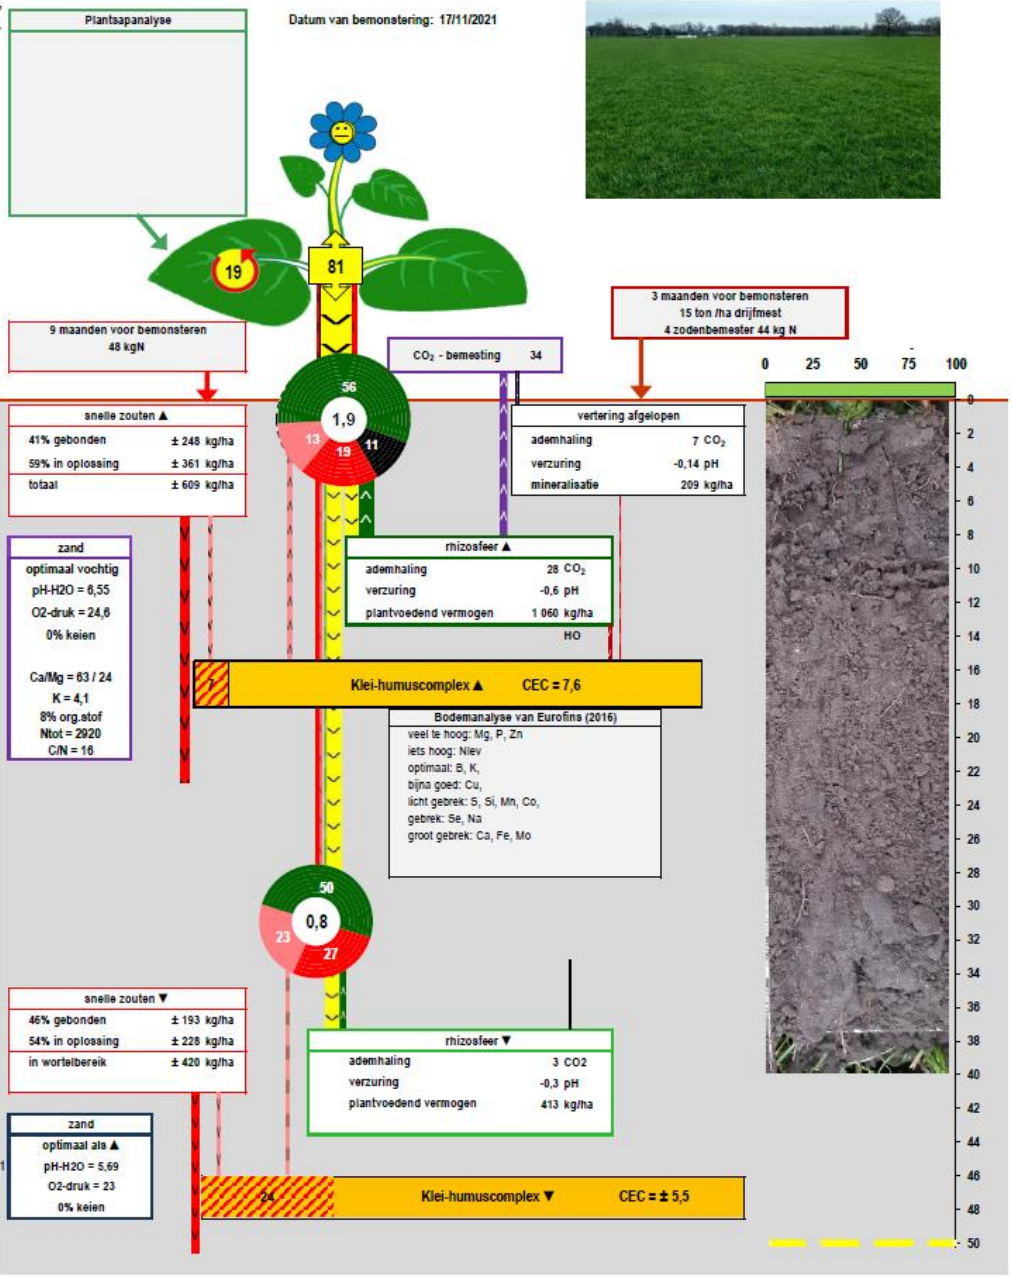 Plantsapanalyse
Datum van bemonstering: 17/11/2021
19
81
9 maanden voor bemonsteren
48 kgN
3 maanden voor bemonsteren
15 ton /ha drijfmest
4 zodenbemester 44 kg N
CO₂ - bemesting 34
0 25 50 75 100
56
1,9
13
19
11
snelle zouten ▲
41% gebonden ± 248 kg/ha
59% in oplossing ± 361 kg/ha
totaal ± 609 kg/ha
vertering afgelopen
ademhaling 7 CO₂
verzuring -0,14 pH
mineralisatie 209 kg/ha
zand
optimaal vochtig
pH-H2O = 6,55
O2-druk = 24,6
0% keien
Ca/Mg = 63 / 24
K = 4,1
8% org.stof
Ntot = 2920
C/N = 16
rhizosfeer ▲
ademhaling 28 CO₂
verzuring -0,6 pH
plantvoedend vermogen 1 060 kg/ha
HO
7
Klei-humuscomplex ▲ CEC = 7,6
Bodemanalyse van Eurofins (2016)
veel te hoog: Mg, P, Zn
iets hoog: Nlev
optimaal: B, K,
bijna goed: Cu,
licht gebrek: S, Si, Mn, Co,
gebrek: Se, Na
groot gebrek: Ca, Fe, Mo
50
0,8
23
27
snelle zouten ▼
46% gebonden ± 193 kg/ha
54% in oplossing ± 228 kg/ha
in wortelbereik ± 420 kg/ha
rhizosfeer ▼
ademhaling 3 CO2
verzuring -0,3 pH
plantvoedend vermogen 413 kg/ha
zand
optimaal als ▲
pH-H2O = 5,69
O2-druk = 23
0% keien
24
Klei-humuscomplex ▼ CEC = ± 5,5
0
2
4
6
8
10
12
14
16
18
20
22
24
26
28
30
32
34
36
38
40
42
44
46
48
50